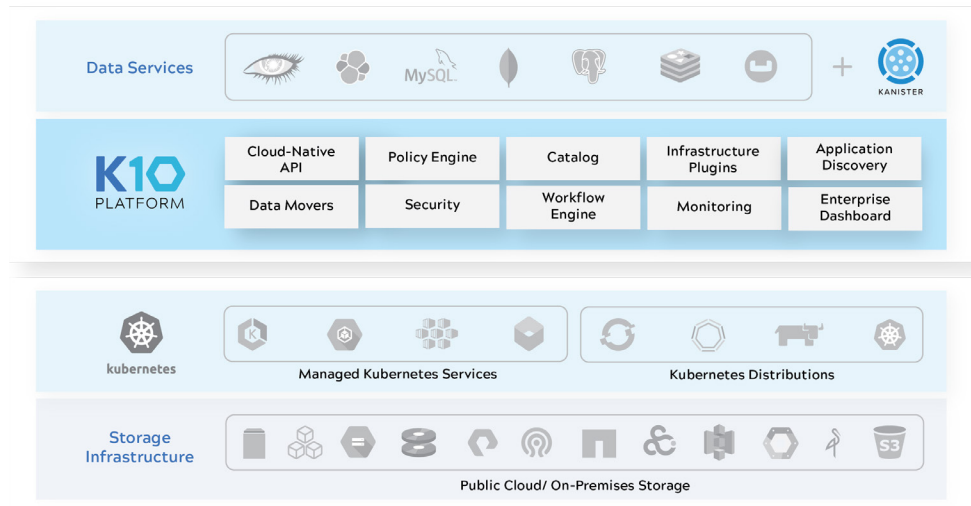 Data Services
MySQL
+
KANISTER
K10
PLATFORM
Cloud-Native
API
Policy Engine
Catalog
Infrastructure
Plugins
Application
Discovery
Data Movers
Security
Workflow
Engine
Monitoring
Enterprise
Dashboard
kubernetes
K
Managed Kubernetes Services
Kubernetes Distributions
Storage
Infrastructure
S3
Public Cloud/ On-Premises Storage